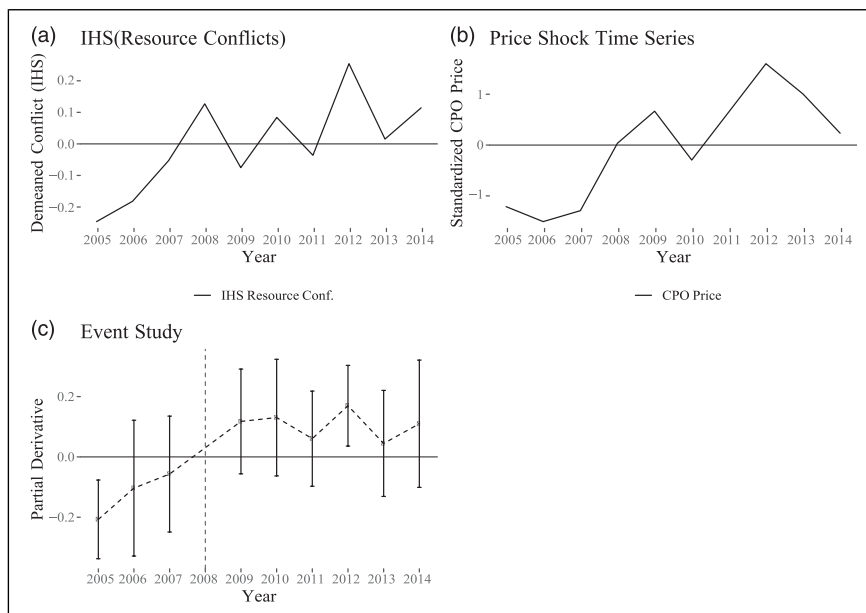 (a) IHS(Resource Conflicts)
Demeaned Conflict (IHS)
0.2
0.1
0.0
−0.1
−0.2
2005 2006 2007 2008 2009 2010 2011 2012 2013 2014
Year
IHS Resource Conf.
(b) Price Shock Time Series
Standardized CPO Price
1
0
−1
2005 2006 2007 2008 2009 2010 2011 2012 2013 2014
Year
CPO Price
(c) Event Study
Partial Derivative
0.2
0.0
−0.2
2005 2006 2007 2008 2009 2010 2011 2012 2013 2014
Year